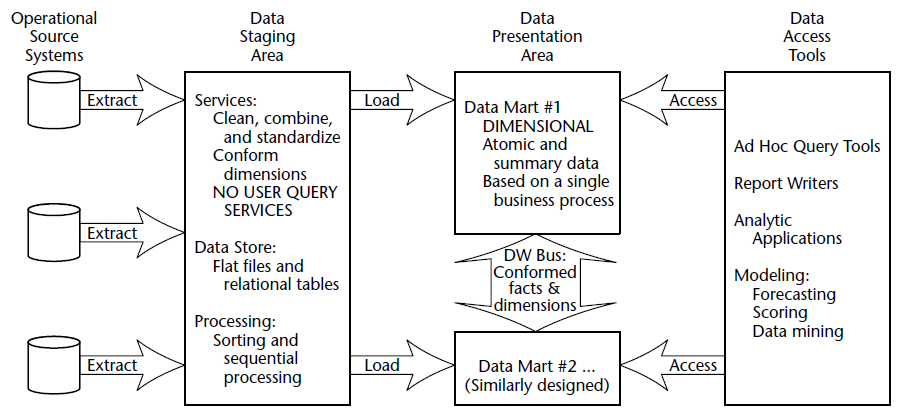 Operational
Source
Systems
Data
Staging
Area
Data
Presentation
Area
Data
Access
Tools
Extract
Extract
Extract
Services:
Clean, combine,
and standardize
Conform
dimensions
NO USER QUERY
SERVICES
Data Store:
Flat files and
relational tables
Processing:
Sorting and
sequential
processing
Load
Load
Data Mart #1
DIMENSIONAL
Atomic and
summary data
Based on a single
business process
DW Bus:
Conformed
facts &
dimensions
Data Mart #2 ...
(Similarly designed)
Access
Access
Ad Hoc Query Tools
Report Writers
Analytic
Applications
Modeling:
Forecasting
Scoring
Data mining